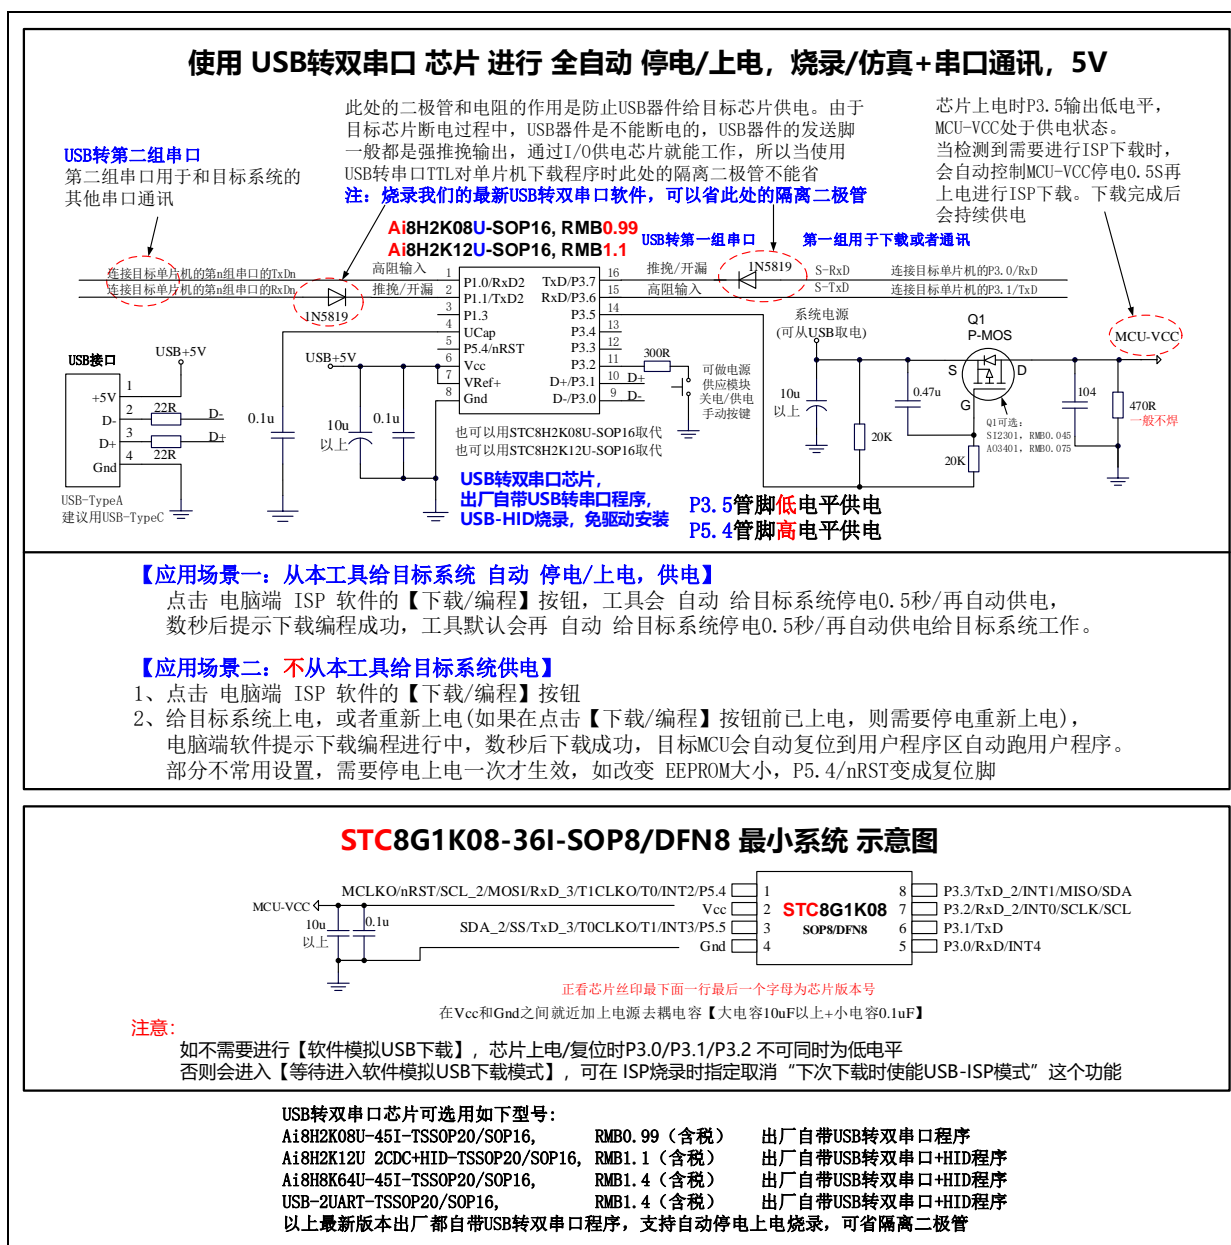 使用 USB转双串口 芯片 进行 全自动 停电/上电，烧录/仿真+串口通讯，5V
此处的二极管和电阻的作用是防止USB器件给目标芯片供电。由于
目标芯片断电过程中，USB器件是不能断电的，USB器件的发送脚
一般都是强推挽输出，通过I/O供电芯片就能工作，所以当使用
USB转串口TTL对单片机下载程序时此处的隔离二极管不能省
注：烧录我们的最新USB转双串口软件，可以省此处的隔离二极管
芯片上电时P3.5输出低电平，
MCU-VCC处于供电状态。
当检测到需要进行ISP下载时，
会自动控制MCU-VCC停电0.5S再
上电进行ISP下载。下载完成后
会持续供电
USB转第二组串口
第二组串口用于和目标系统的
其他串口通讯
Ai8H2K08U-SOP16, RMB0.99
Ai8H2K12U-SOP16, RMB1.1
USB转第一组串口
第一组用于下载或者通讯
连接目标单片机的第n组串口的TxDn
连接目标单片机的第n组串口的RxDn
高阻输入
推挽/开漏
1N5819
1 P1.0/RxD2
2 P1.1/TxD2
3 P1.3
4 UCap
5 P5.4/nRST
6 Vcc
7 VRef+
8 Gnd
TxD/P3.7 16
RxD/P3.6 15
P3.5 14
P3.4 13
P3.3 12
P3.2 11
D+/P3.1 10 D+
D-/P3.0 9 D-
推挽/开漏
高阻输入
1N5819
S-RxD
S-TxD
连接目标单片机的P3.0/RxD
连接目标单片机的P3.1/TxD
系统电源
(可从USB取电)
Q1
P-MOS
MCU-VCC
S
D
G
300R
可做电源
供应模块
关电/供电
手动按键
10u
以上
0.47u
20K
20K
104
470R
一般不焊
Q1可选：
SI2301, RMB0.045
AO3401, RMB0.075
USB接口
USB+5V
1
+5V
2
D-
22R
D-
3
D+
22R
D+
4
Gnd
USB-TypeA
建议用USB-TypeC
0.1u
USB+5V
10u
以上
0.1u
也可以用STC8H2K08U-SOP16取代
也可以用STC8H2K12U-SOP16取代
USB转双串口芯片，
出厂自带USB转串口程序，
USB-HID烧录，免驱动安装
P3.5管脚低电平供电
P5.4管脚高电平供电
【应用场景一：从本工具给目标系统 自动 停电/上电，供电】
点击 电脑端 ISP 软件的【下载/编程】按钮，工具会 自动 给目标系统停电0.5秒/再自动供电，
数秒后提示下载编程成功，工具默认会再 自动 给目标系统停电0.5秒/再自动供电给目标系统工作。
【应用场景二：不从本工具给目标系统供电】
1、点击 电脑端 ISP 软件的【下载/编程】按钮
2、给目标系统上电，或者重新上电(如果在点击【下载/编程】按钮前已上电，则需要停电重新上电)，
电脑端软件提示下载编程进行中，数秒后下载成功，目标MCU会自动复位到用户程序区自动跑用户程序。
部分不常用设置，需要停电上电一次才生效，如改变 EEPROM大小，P5.4/nRST变成复位脚
STC8G1K08-36I-SOP8/DFN8 最小系统 示意图
MCU-VCC
10u
以上
0.1u
MCLKO/nRST/SCL_2/MOSI/RxD_3/T1CLKO/T0/INT2/P5.4 1
Vcc 2
SDA_2/SS/TxD_3/T0CLKO/T1/INT3/P5.5 3
Gnd 4
STC8G1K08
SOP8/DFN8
8 P3.3/TxD_2/INT1/MISO/SDA
7 P3.2/RxD_2/INT0/SCLK/SCL
6 P3.1/TxD
5 P3.0/RxD/INT4
正看芯片丝印最下面一行最后一个字母为芯片版本号
在Vcc和Gnd之间就近加上电源去耦电容【大电容10uF以上+小电容0.1uF】
注意：
如不需要进行【软件模拟USB下载】，芯片上电/复位时P3.0/P3.1/P3.2 不可同时为低电平
否则会进入【等待进入软件模拟USB下载模式】，可在 ISP烧录时指定取消 “下次下载时使能USB-ISP模式” 这个功能
USB转双串口芯片可选用如下型号：
Ai8H2K08U-45I-TSSOP20/SOP16, RMB0.99（含税） 出厂自带USB转双串口程序
Ai8H2K12U 2CDC+HID-TSSOP20/SOP16, RMB1.1（含税） 出厂自带USB转双串口+HID程序
Ai8H8K64U-45I-TSSOP20/SOP16, RMB1.4（含税） 出厂自带USB转双串口+HID程序
USB-2UART-TSSOP20/SOP16, RMB1.4（含税） 出厂自带USB转双串口+HID程序
以上最新版本出厂都自带USB转双串口程序，支持自动停电上电烧录，可省隔离二极管